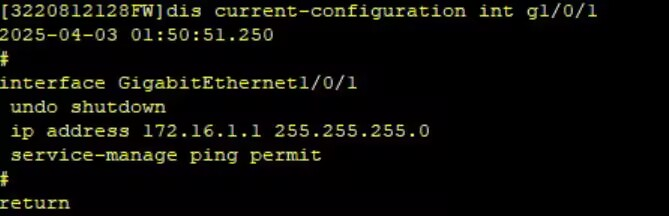 [3220812128FW]dis current-configuration int g1/0/1
2025-04-03 01:50:51.250
#
interface GigabitEthernet1/0/1
 undo shutdown
 ip address 172.16.1.1 255.255.255.0
 service-manage ping permit
#
return